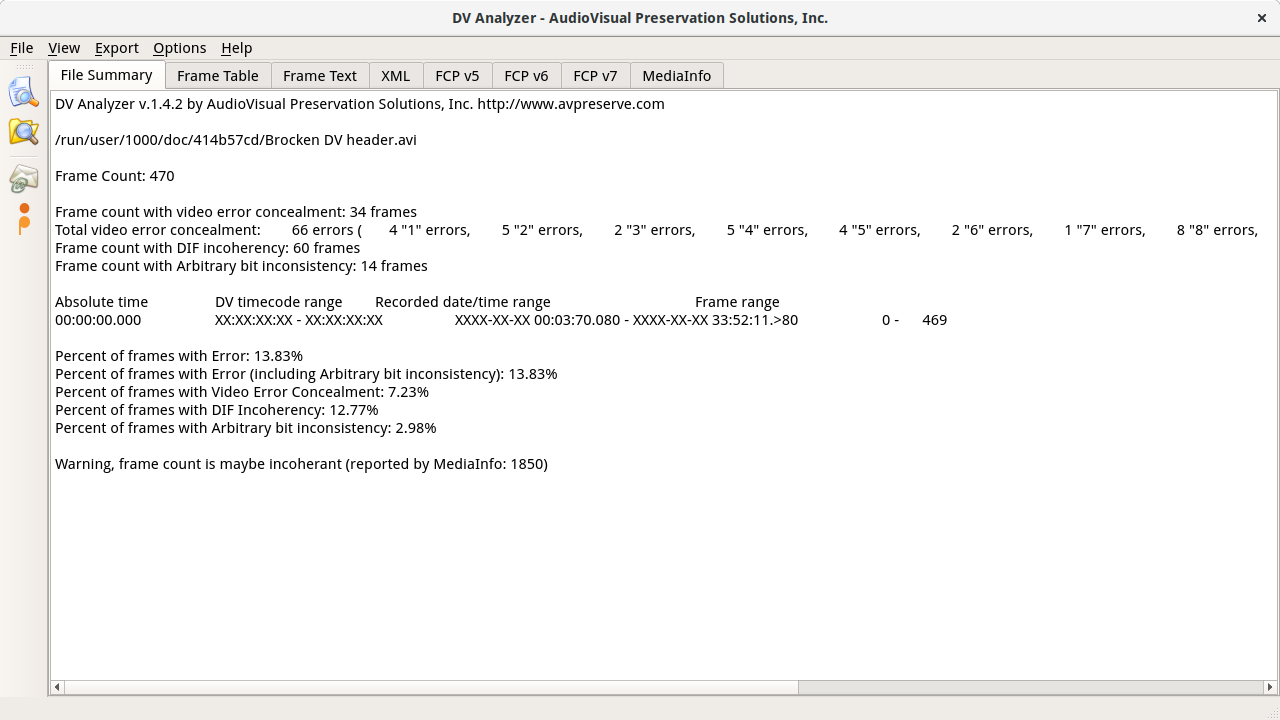 DV Analyzer - AudioVisual Preservation Solutions, Inc.
File View Export Options Help
File Summary Frame Table Frame Text XML FCP v5 FCP v6 FCP v7 MediaInfo
DV Analyzer v.1.4.2 by AudioVisual Preservation Solutions, Inc. http://www.avpreserve.com
/run/user/1000/doc/414b57cd/Brocken DV header.avi
Frame Count: 470
Frame count with video error concealment: 34 frames
Total video error concealment: 66 errors ( 4 "1" errors, 5 "2" errors, 2 "3" errors, 5 "4" errors, 4 "5" errors, 2 "6" errors, 1 "7" errors, 8 "8" errors,
Frame count with DIF incoherency: 60 frames
Frame count with Arbitrary bit inconsistency: 14 frames
Absolute time DV timecode range Recorded date/time range Frame range
00:00:00.000 XX:XX:XX:XX - XX:XX:XX:XX XXXX-XX-XX 00:03:70.080 - XXXX-XX-XX 33:52:11.>80 0 - 469
Percent of frames with Error: 13.83%
Percent of frames with Error (including Arbitrary bit inconsistency): 13.83%
Percent of frames with Video Error Concealment: 7.23%
Percent of frames with DIF Incoherency: 12.77%
Percent of frames with Arbitrary bit inconsistency: 2.98%
Warning, frame count is maybe incoherant (reported by MediaInfo: 1850)